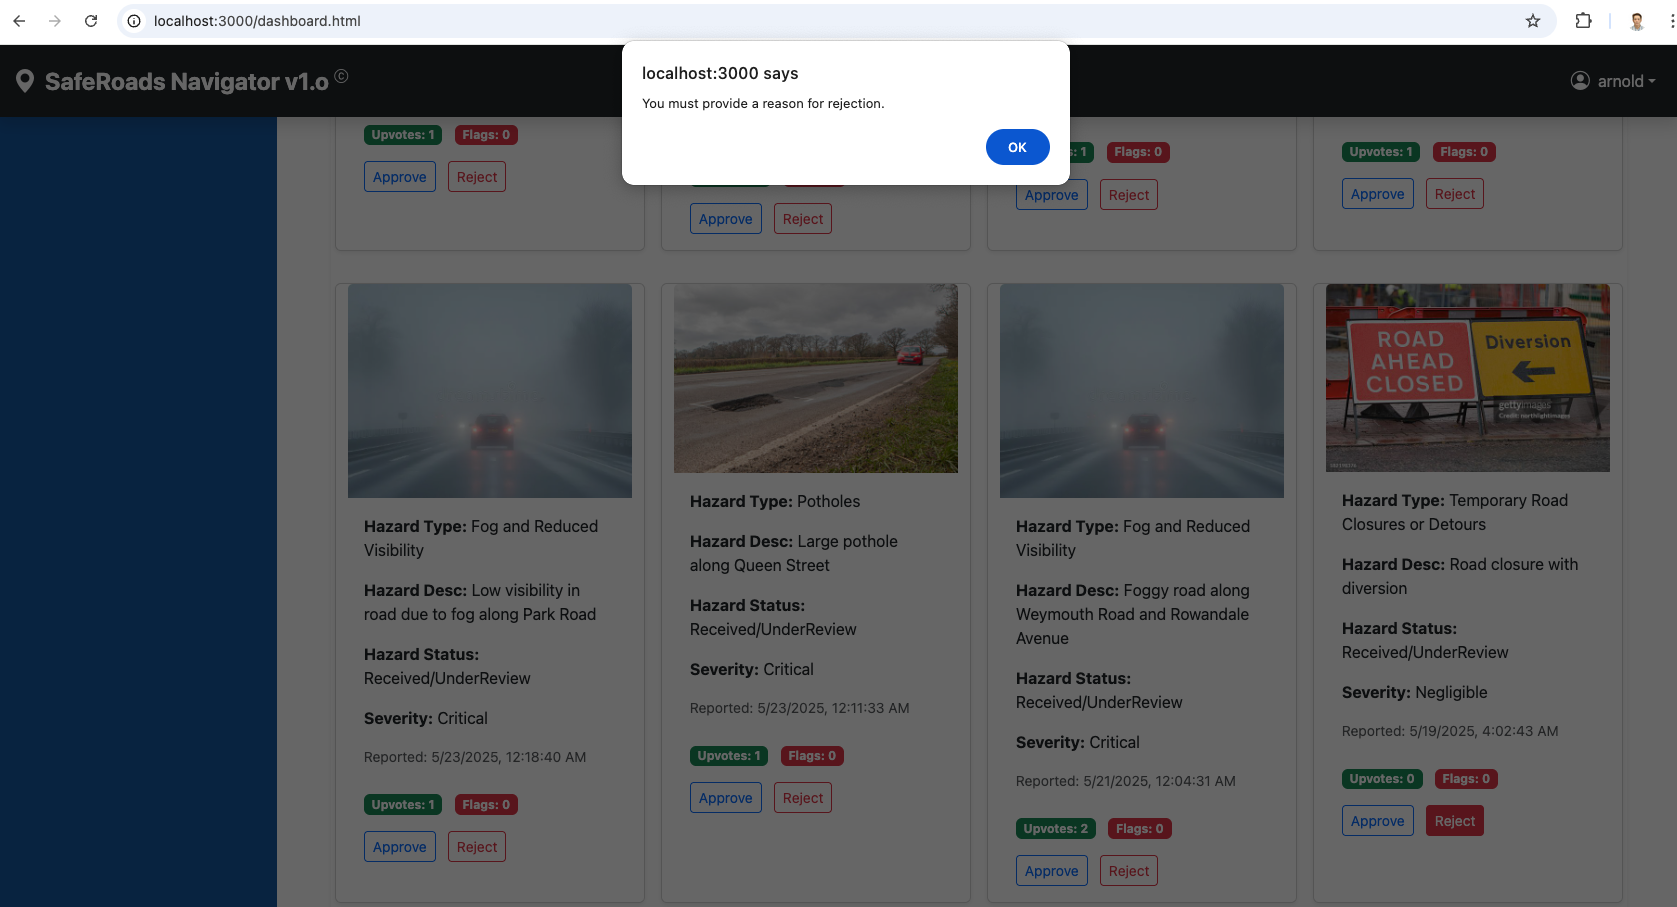 localhost:3000/dashboard.html
SafeRoads Navigator v1.o ©
arnold
localhost:3000 says
You must provide a reason for rejection.
OK
Upvotes: 1 Flags: 0
Approve Reject
Approve Reject
s: 1 Flags: 0
Approve Reject
Upvotes: 1 Flags: 0
Approve Reject
Hazard Type: Fog and Reduced
Visibility
Hazard Desc: Low visibility in
road due to fog along Park Road
Hazard Status:
Received/UnderReview
Severity: Critical
Reported: 5/23/2025, 12:18:40 AM
Upvotes: 1 Flags: 0
Approve Reject
Hazard Type: Potholes
Hazard Desc: Large pothole
along Queen Street
Hazard Status:
Received/UnderReview
Severity: Critical
Reported: 5/23/2025, 12:11:33 AM
Upvotes: 1 Flags: 0
Approve Reject
Hazard Type: Fog and Reduced
Visibility
Hazard Desc: Foggy road along
Weymouth Road and Rowandale
Avenue
Hazard Status:
Received/UnderReview
Severity: Critical
Reported: 5/21/2025, 12:04:31 AM
Upvotes: 2 Flags: 0
Approve Reject
ROAD
AHEAD
CLOSED
Diversion
gettyimages
Credit: northlightimages
Hazard Type: Temporary Road
Closures or Detours
Hazard Desc: Road closure with
diversion
Hazard Status:
Received/UnderReview
Severity: Negligible
Reported: 5/19/2025, 4:02:43 AM
Upvotes: 0 Flags: 0
Approve Reject